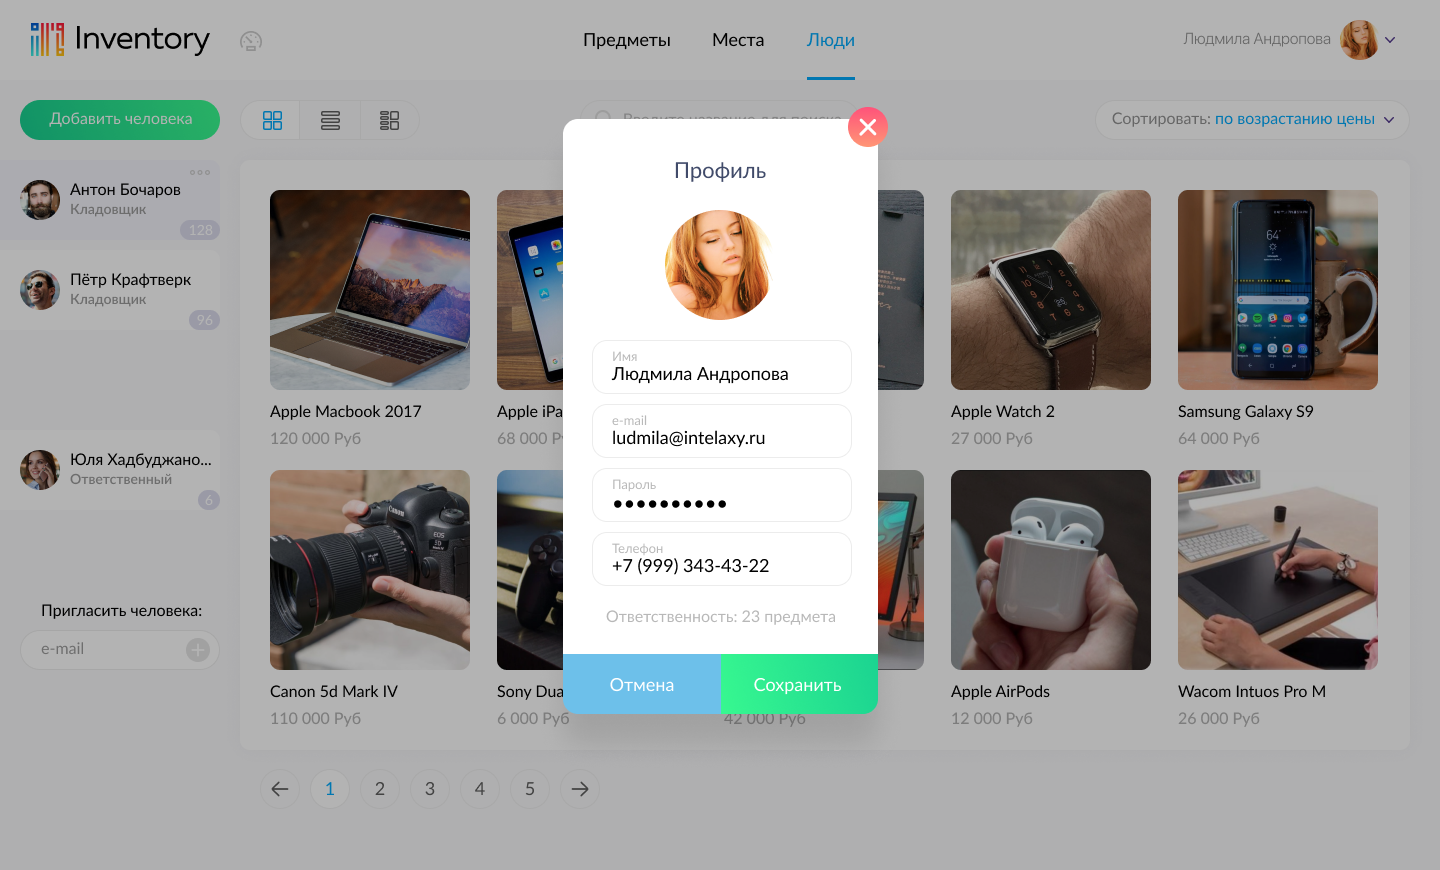 Inventory
Предметы
Места
Люди
Людмила Андропова
Добавить человека
Сортировать: по возрастанию цены
Антон Бочаров
Кладовщик
128
Пётр Крафтверк
Кладовщик
96
Юля Хадбуджано...
Ответственный
6
Пригласить человека:
e-mail
Профиль
Имя
Людмила Андропова
e-mail
ludmila@intelaxy.ru
Пароль
●●●●●●●●●●
Телефон
+7 (999) 343-43-22
Ответственность: 23 предмета
Отмена
Сохранить
64°
Apple Macbook 2017
120 000 Руб
Apple iPa
68 000 Р
Apple Watch 2
27 000 Руб
Samsung Galaxy S9
64 000 Руб
Canon
EOS
5D
Canon 5d Mark IV
110 000 Руб
Sony Dua
6 000 Руб
42 000 Руб
Apple AirPods
12 000 Руб
Wacom Intuos Pro M
26 000 Руб
1
2
3
4
5